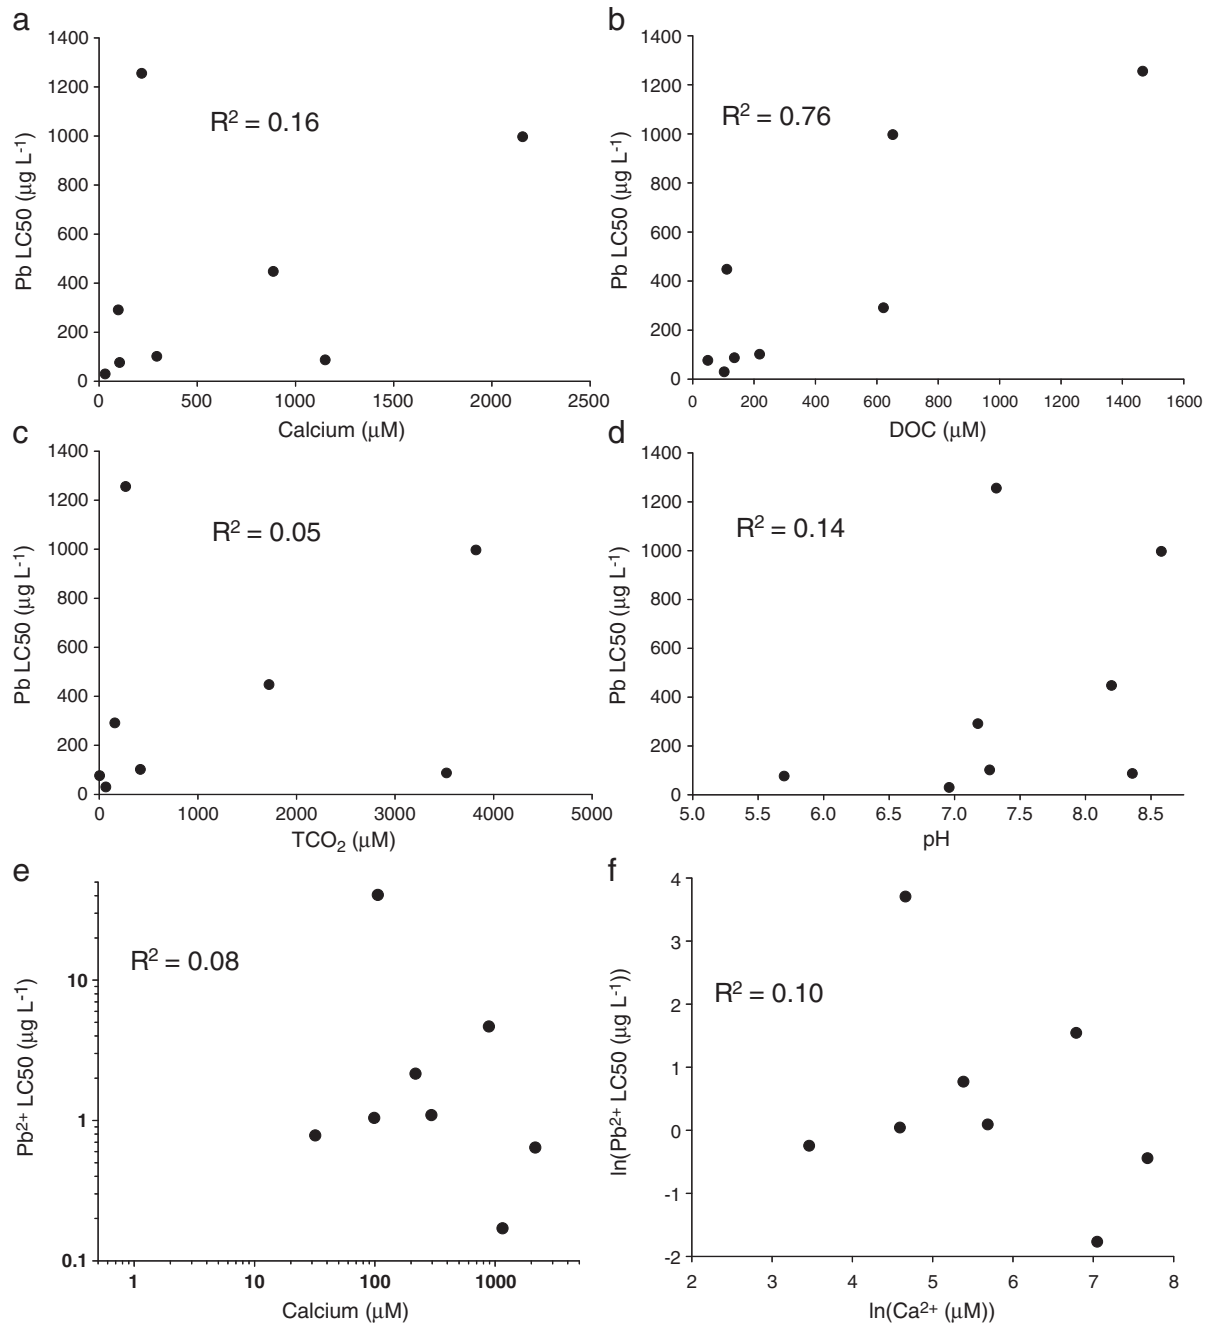 a
1400
1200
1000
800
600
400
200
0
Pb LC50 (µg L-1)
R2 = 0.16
0 500 1000 1500 2000 2500
Calcium (µM)
b
1400
1200
1000
800
600
400
200
0
Pb LC50 (µg L-1)
R2 = 0.76
0 200 400 600 800 1000 1200 1400 1600
DOC (µM)
c
1400
1200
1000
800
600
400
200
0
Pb LC50 (µg L-1)
R2 = 0.05
0 1000 2000 3000 4000 5000
TCO2 (µM)
d
1400
1200
1000
800
600
400
200
0
Pb LC50 (µg L-1)
R2 = 0.14
5.0 5.5 6.0 6.5 7.0 7.5 8.0 8.5
pH
e
10
1
0.1
Pb2+ LC50 (µg L-1)
R2 = 0.08
1 10 100 1000
Calcium (µM)
f
4
3
2
1
0
-1
-2
ln(Pb2+ LC50 (µg L-1))
R2 = 0.10
2 3 4 5 6 7 8
ln(Ca2+ (µM))